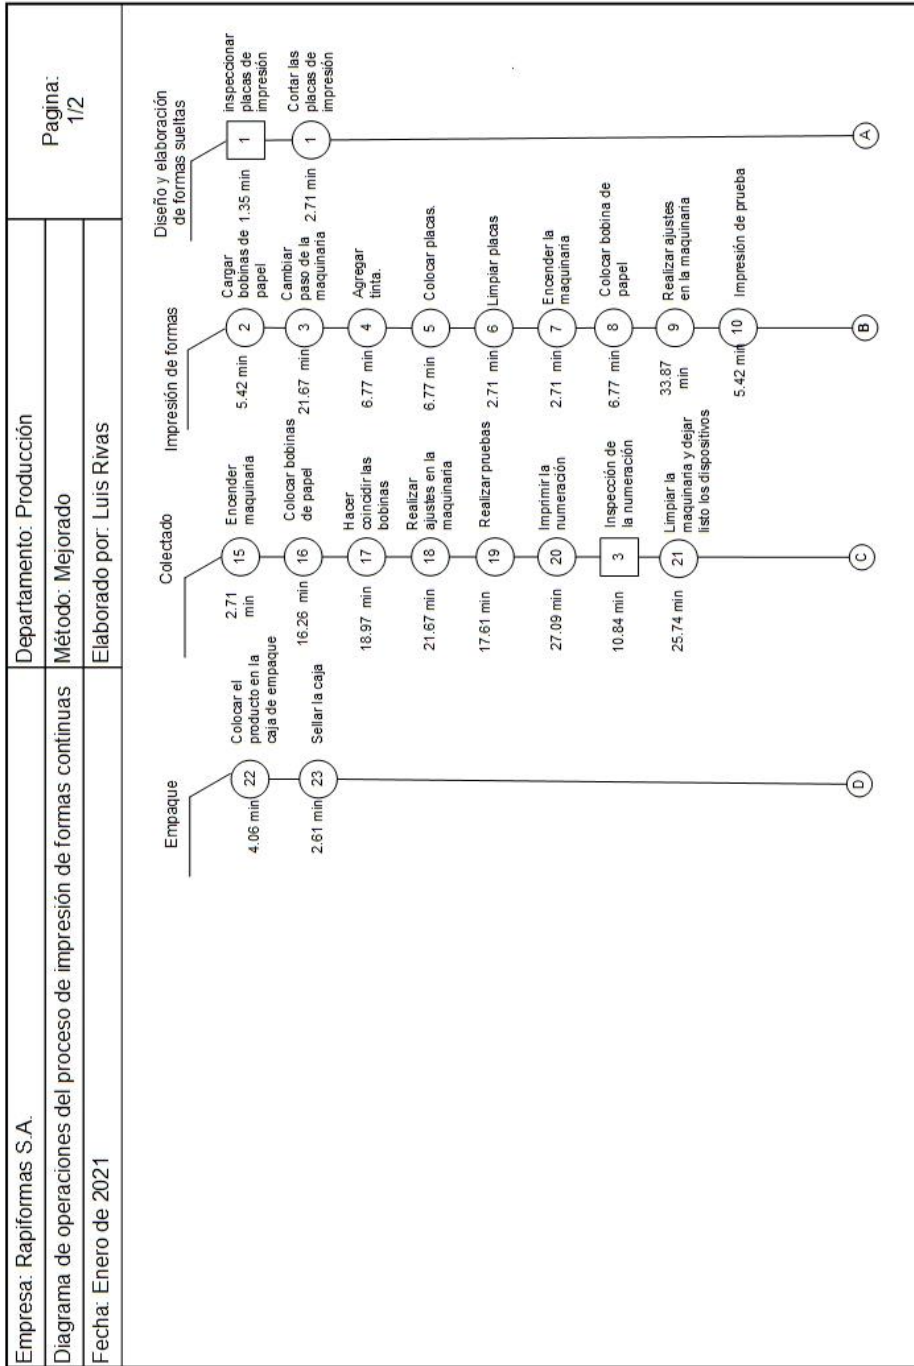 Empresa: Rapiformas S.A.
Departamento: Producción
Pagina:
1/2
Diagrama de operaciones del proceso de impresión de formas continuas
Método: Mejorado
Fecha: Enero de 2021
Elaborado por: Luis Rivas
Empaque
4.06 min
22
Colocar el
producto en la
caja de empaque
2.61 min
23
Sellar la caja
D
Colectado
2.71
min
15
Encender
maquinaria
16.26 min
16
Colocar bobinas
de papel
18.97 min
17
Hacer
coincidir las
bobinas
21.67 min
18
Realizar
ajustes en la
maquinaria
17.61 min
19
Realizar pruebas
27.09 min
20
Imprimir la
numeración
10.84 min
3
Inspección de
la numeración
25.74 min
21
Limpiar la
maquinaria y dejar
listo los dispositivos
C
Impresión de formas
5.42 min
2
Cargar
bobinas de
papel
21.67 min
3
Cambiar
paso de la
maquinaria
6.77 min
4
Agregar
tinta.
6.77 min
5
Colocar placas.
2.71 min
6
Limpiar placas
2.71 min
7
Encender la
maquinaria
6.77 min
8
Colocar bobina de
papel
33.87
min
9
Realizar ajustes
en la maquinaria
5.42 min
10
Impresión de prueba
B
Diseño y elaboración
de formas sueltas
1.35 min
1
inspeccionar
placas de
impresión
2.71 min
1
Cortar las
placas de
impresión
A